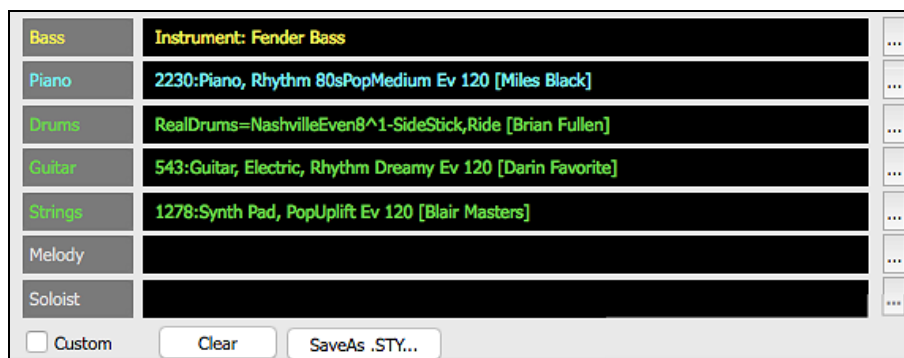 Bass Instrument: Fender Bass ...
Piano 2230:Piano, Rhythm 80sPopMedium Ev 120 [Miles Black] ...
Drums RealDrums=NashvilleEven8^1-SideStick,Ride [Brian Fullen] ...
Guitar 543:Guitar, Electric, Rhythm Dreamy Ev 120 [Darin Favorite] ...
Strings 1278:Synth Pad, PopUplift Ev 120 [Blair Masters] ...
Melody ...
Soloist ...
Custom Clear SaveAs .STY...